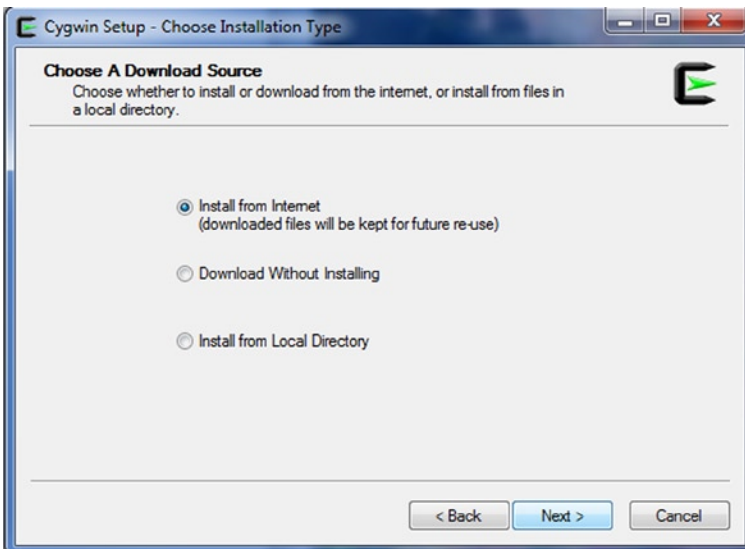 Cygwin Setup - Choose Installation Type
Choose A Download Source
Choose whether to install or download from the internet, or install from files in
a local directory.
Install from Internet
(downloaded files will be kept for future re-use)
Download Without Installing
Install from Local Directory
< Back
Next >
Cancel